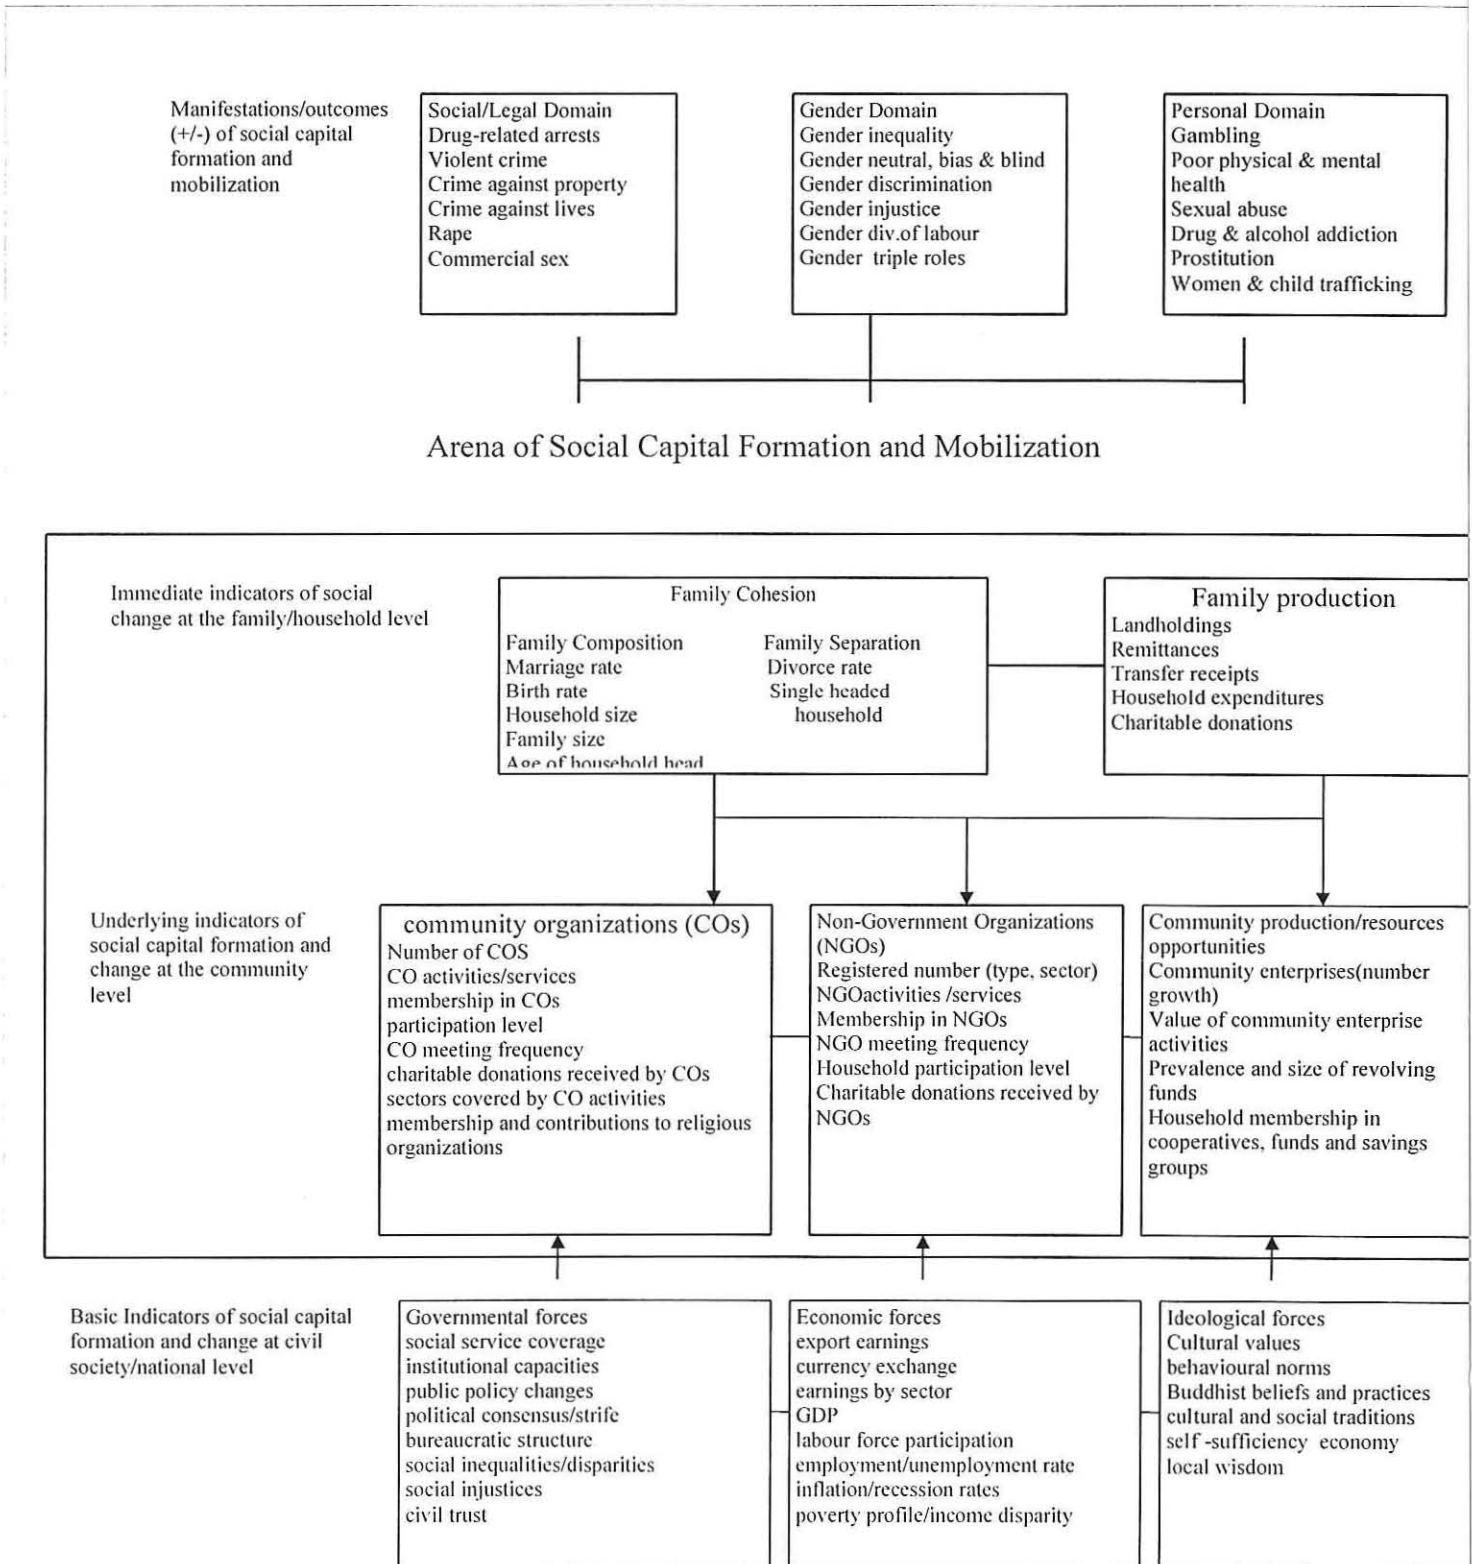 Manifestations/outcomes
(+/-) of social capital
formation and
mobilization
Social/Legal Domain
Drug-related arrests
Violent crime
Crime against property
Crime against lives
Rape
Commercial sex
Gender Domain
Gender inequality
Gender neutral, bias & blind
Gender discrimination
Gender injustice
Gender div.of labour
Gender triple roles
Personal Domain
Gambling
Poor physical & mental
health
Sexual abuse
Drug & alcohol addiction
Prostitution
Women & child trafficking
Arena of Social Capital Formation and Mobilization
Immediate indicators of social
change at the family/household level
Family Cohesion
Family Composition
Marriage rate
Birth rate
Household size
Family size
Age of household head
Family Separation
Divorce rate
Single headed
household
Family production
Landholdings
Remittances
Transfer receipts
Household expenditures
Charitable donations
Underlying indicators of
social capital formation and
change at the community
level
community organizations (COs)
Number of COS
CO activities/services
membership in COs
participation level
CO meeting frequency
charitable donations received by COs
sectors covered by CO activities
membership and contributions to religious
organizations
Non-Government Organizations
(NGOs)
Registered number (type, sector)
NGOactivities /services
Membership in NGOs
NGO meeting frequency
Household participation level
Charitable donations received by
NGOs
Community production/resources
opportunities
Community enterprises(number
growth)
Value of community enterprise
activities
Prevalence and size of revolving
funds
Household membership in
cooperatives, funds and savings
groups
Basic Indicators of social capital
formation and change at civil
society/national level
Governmental forces
social service coverage
institutional capacities
public policy changes
political consensus/strife
bureaucratic structure
social inequalities/disparities
social injustices
civil trust
Economic forces
export earnings
currency exchange
earnings by sector
GDP
labour force participation
employment/unemployment rate
inflation/recession rates
poverty profile/income disparity
Ideological forces
Cultural values
behavioural norms
Buddhist beliefs and practices
cultural and social traditions
self -sufficiency economy
local wisdom